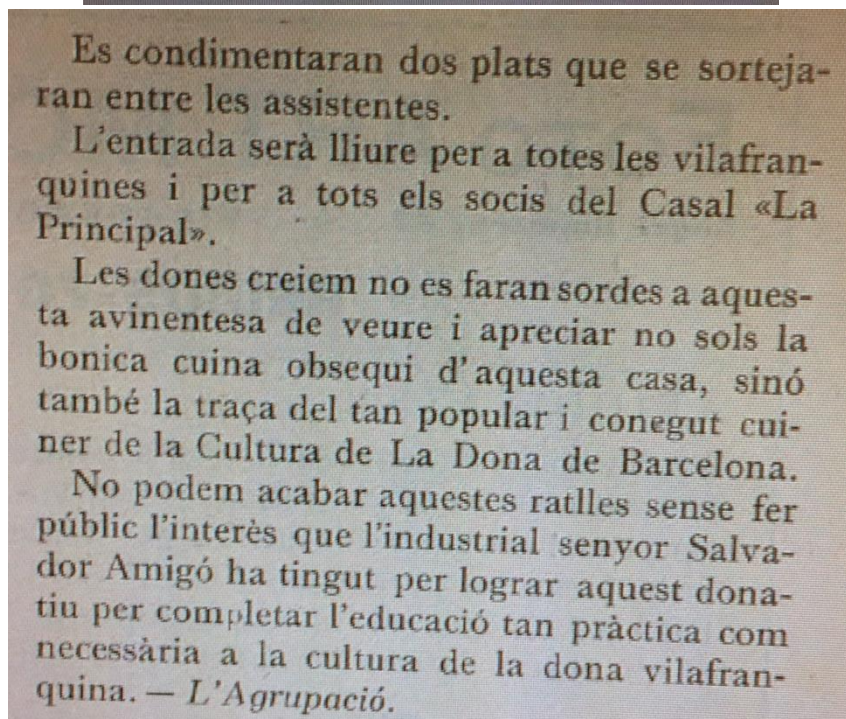 Es condimentaran dos plats que se sorteja-
ran entre les assistentes.
L'entrada serà lliure per a totes les vilafran-
quines i per a tots els socis del Casal «La
Principal».
Les dones creiem no es faran sordes a aques-
ta avinentesa de veure i apreciar no sols la
bonica cuina obsequi d'aquesta casa, sinó
també la traça del tan popular i conegut cui-
ner de la Cultura de La Dona de Barcelona.
No podem acabar aquestes ratlles sense fer
públic l'interès que l'industrial senyor Salva-
dor Amigó ha tingut per lograr aquest dona-
tiu per completar l'educació tan pràctica com
necessària a la cultura de la dona vilafran-
quina. — L'Agrupació.